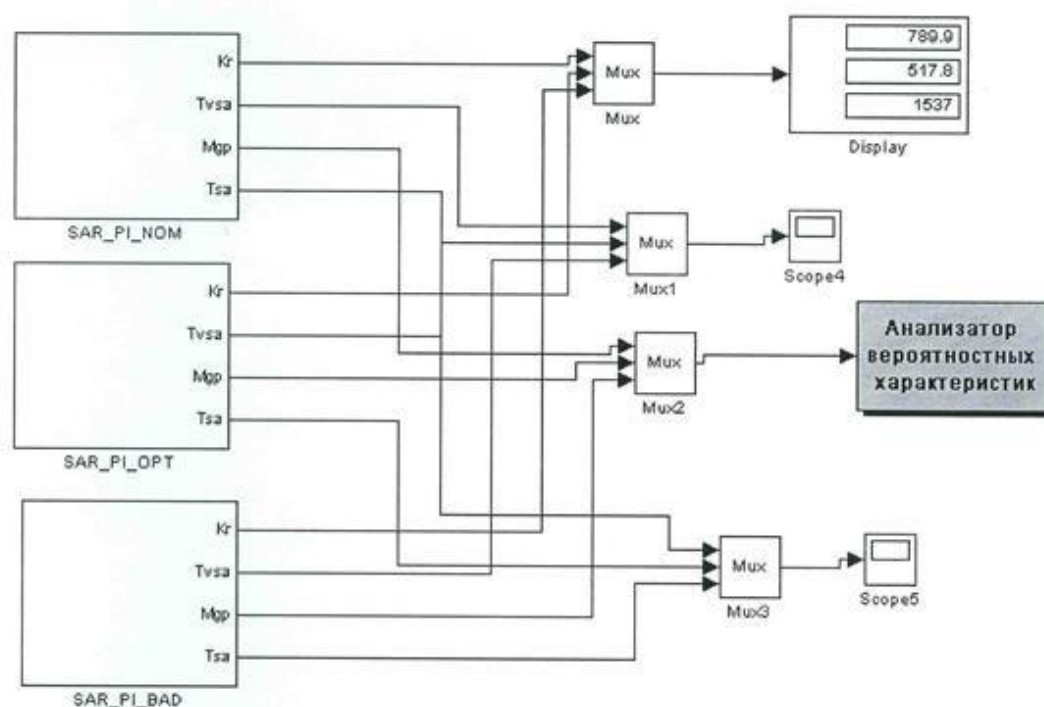 Kr
Tvsa
Mgp
Tsa
SAR_PI_NOM
Mux
Mux
789.9
517.8
1537
Display
Mux
Mux1
Scope4
Kr
Tvsa
Mgp
Tsa
SAR_PI_OPT
Mux
Mux2
Анализатор
вероятностных
характеристик
Kr
Tvsa
Mgp
Tsa
SAR_PI_BAD
Mux
Mux3
Scope5